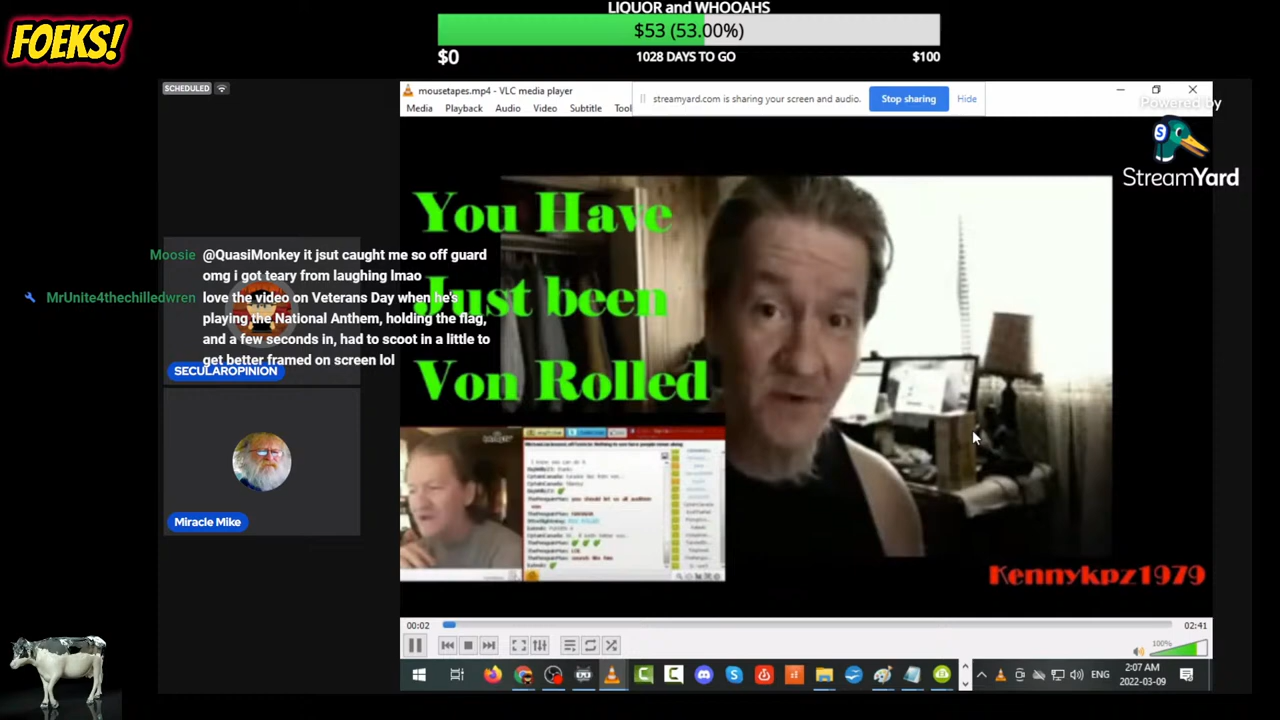 FOEKS!
LIQUOR and WHOOAHS
$53 (53.00%)
$0
1028 DAYS TO GO
$100
SCHEDULED
mousetapes.mp4 - VLC media player
streamyard.com is sharing your screen and audio.
Stop sharing
Hide
Media Playback Audio Video Subtitle Tool
Powered by
StreamYard
You Have
Just been
Von Rolled
Moosie @QuasiMonkey it jsut caught me so off guard
omg i got teary from laughing lmao
MrUnite4thechilledwren love the video on Veterans Day when he's
playing the National Anthem, holding the flag,
and a few seconds in, had to scoot in a little to
get better framed on screen lol
SECULAROPINION
Miracle Mike
Kennykpz1979
00:02
02:41
100%
ENG
2:07 AM
2022-03-09